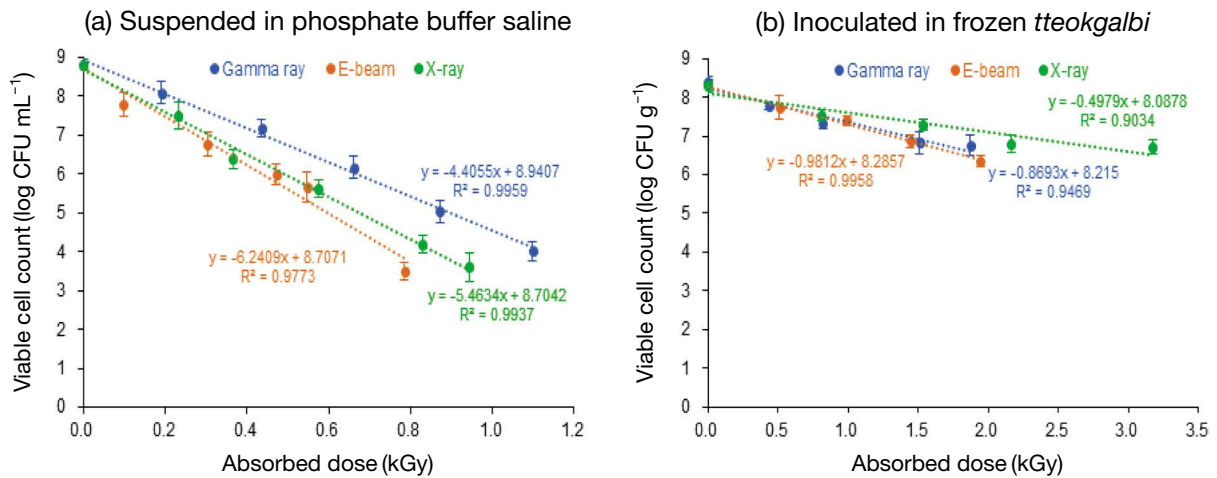 (a) Suspended in phosphate buffer saline
Viable cell count (log CFU mL⁻¹)
9
8
7
6
5
4
3
2
1
0
Gamma ray E-beam X-ray
y = -4.4055x + 8.9407
R² = 0.9959
y = -6.2409x + 8.7071
R² = 0.9773
y = -5.4634x + 8.7042
R² = 0.9937
0.0 0.2 0.4 0.6 0.8 1.0 1.2
Absorbed dose (kGy)
(b) Inoculated in frozen tteokgalbi
Viable cell count (log CFU g⁻¹)
9
8
7
6
5
4
3
2
1
0
Gamma ray E-beam X-ray
y = -0.4979x + 8.0878
R² = 0.9034
y = -0.9812x + 8.2857
R² = 0.9958
y = -0.8693x + 8.215
R² = 0.9469
0.0 0.5 1.0 1.5 2.0 2.5 3.0 3.5
Absorbed dose (kGy)